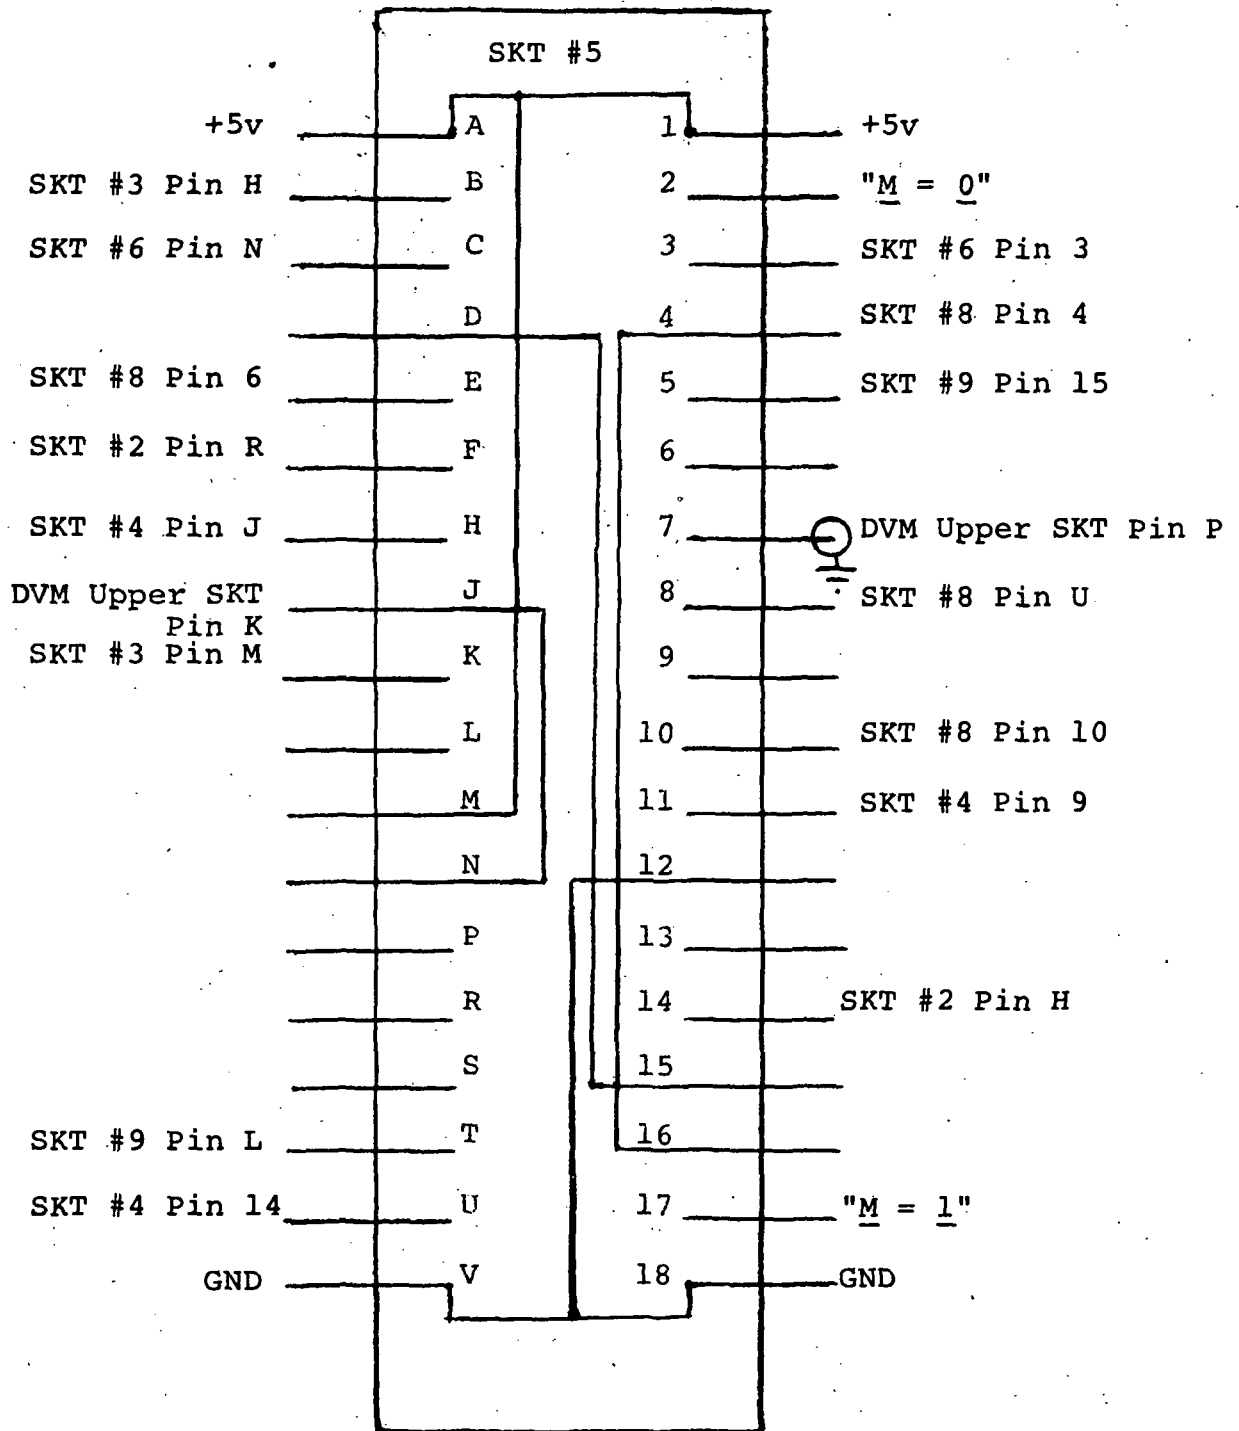 SKT #5
+5v A 1 +5v
SKT #3 Pin H B 2 "M = 0"
SKT #6 Pin N C 3 SKT #6 Pin 3
D 4 SKT #8 Pin 4
SKT #8 Pin 6 E 5 SKT #9 Pin 15
SKT #2 Pin R F 6
SKT #4 Pin J H 7 DVM Upper SKT Pin P
DVM Upper SKT J 8 SKT #8 Pin U
Pin K
SKT #3 Pin M K 9
L 10 SKT #8 Pin 10
M 11 SKT #4 Pin 9
N 12
P 13
R 14 SKT #2 Pin H
S 15
SKT #9 Pin L T 16
SKT #4 Pin 14 U 17 "M = 1"
GND V 18 GND